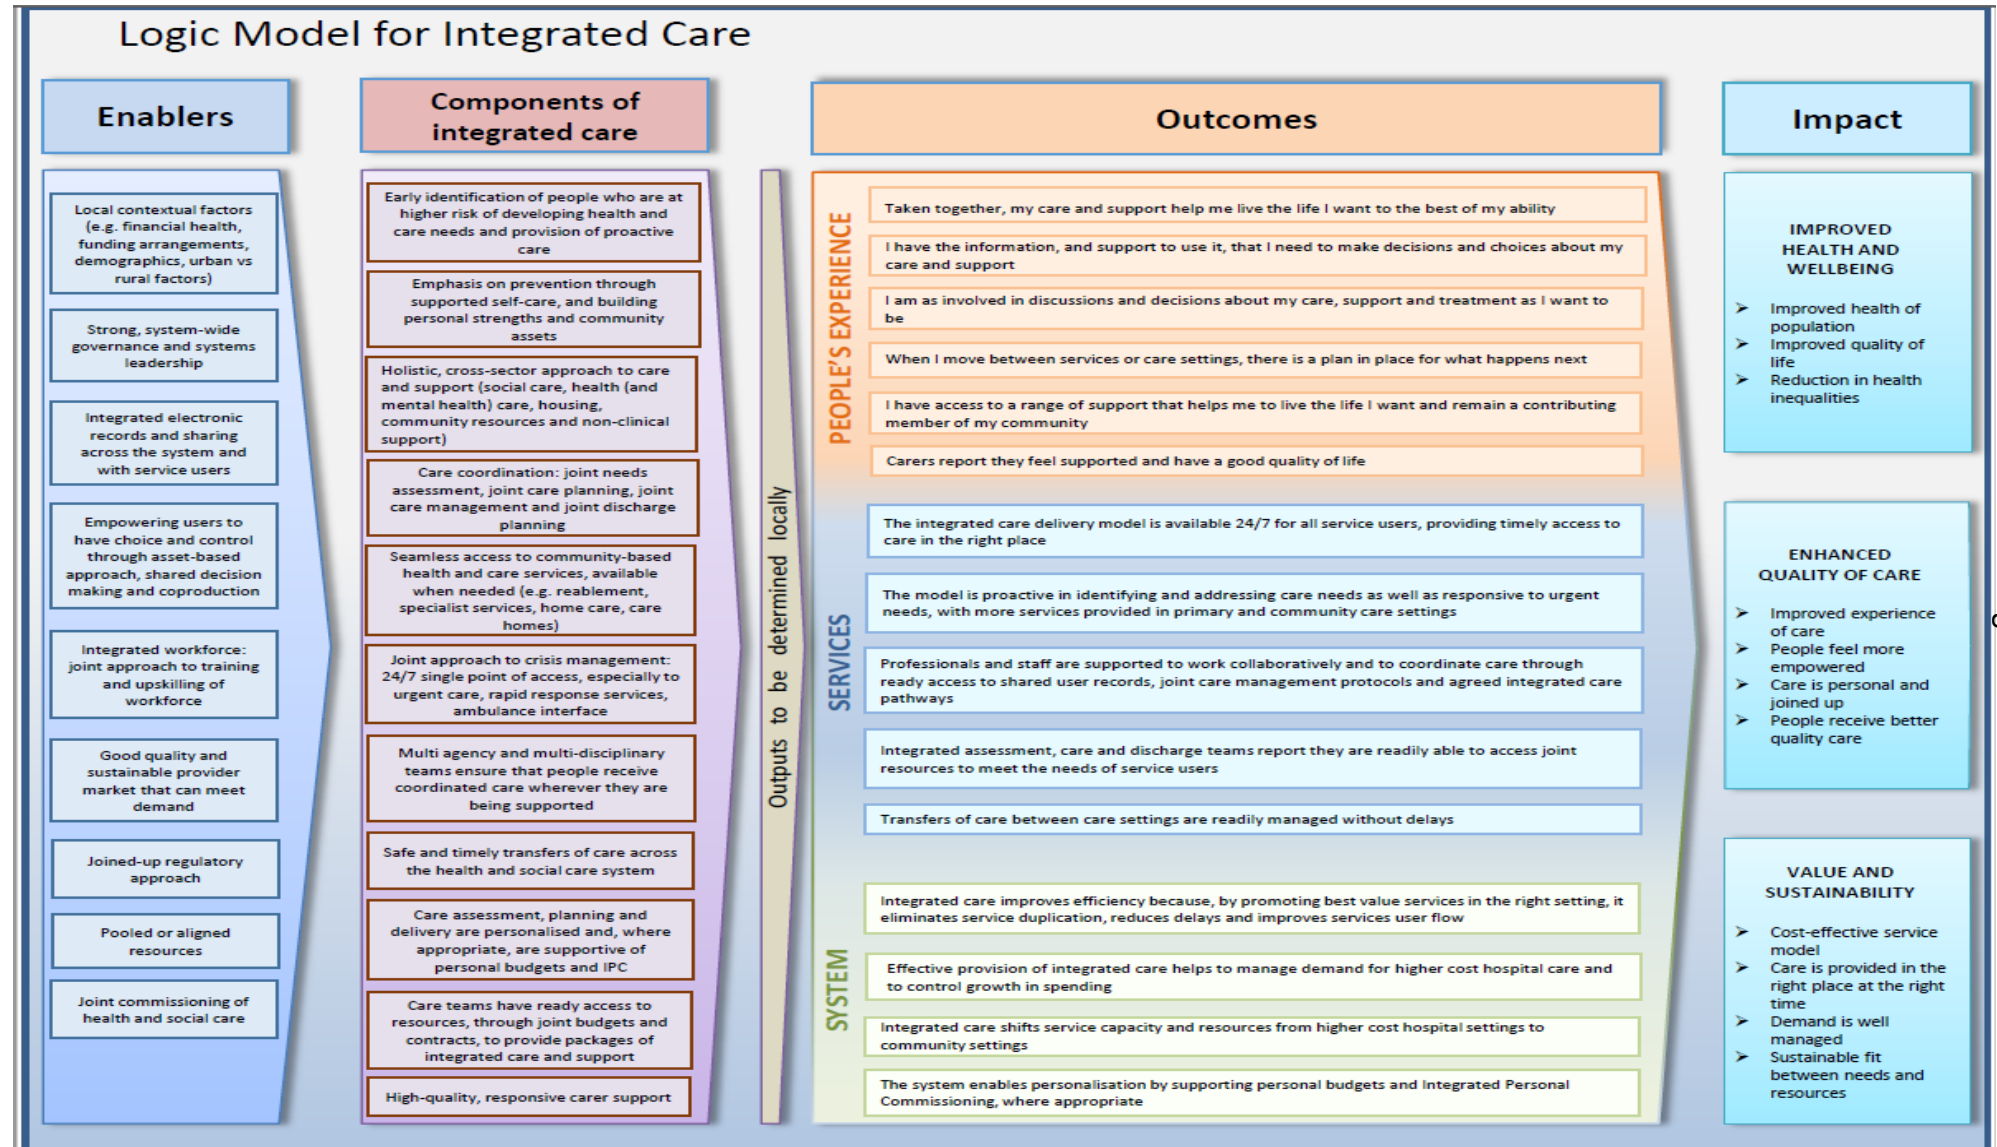 Logic Model for Integrated Care
Enablers
Local contextual factors
(e.g. financial health,
funding arrangements,
demographics, urban vs
rural factors)
Strong, system-wide
governance and systems
leadership
Integrated electronic
records and sharing
across the system and
with service users
Empowering users to
have choice and control
through asset-based
approach, shared decision
making and coproduction
Integrated workforce:
joint approach to training
and upskilling of
workforce
Good quality and
sustainable provider
market that can meet
demand
Joined-up regulatory
approach
Pooled or aligned
resources
Joint commissioning of
health and social care
Components of
integrated care
Early identification of people who are at
higher risk of developing health and
care needs and provision of proactive
care
Emphasis on prevention through
supported self-care, and building
personal strengths and community
assets
Holistic, cross-sector approach to care
and support (social care, health (and
mental health) care, housing,
community resources and non-clinical
support)
Care coordination: joint needs
assessment, joint care planning, joint
care management and joint discharge
planning
Seamless access to community-based
health and care services, available
when needed (e.g. reablement,
specialist services, home care, care
homes)
Joint approach to crisis management:
24/7 single point of access, especially to
urgent care, rapid response services,
ambulance interface
Multi agency and multi-disciplinary
teams ensure that people receive
coordinated care wherever they are
being supported
Safe and timely transfers of care across
the health and social care system
Care assessment, planning and
delivery are personalised and, where
appropriate, are supportive of
personal budgets and IPC
Care teams have ready access to
resources, through joint budgets and
contracts, to provide packages of
integrated care and support
High-quality, responsive carer support
Outputs to be determined locally
Outcomes
PEOPLE'S EXPERIENCE
Taken together, my care and support help me live the life I want to the best of my ability
I have the information, and support to use it, that I need to make decisions and choices about my
care and support
I am as involved in discussions and decisions about my care, support and treatment as I want to
be
When I move between services or care settings, there is a plan in place for what happens next
I have access to a range of support that helps me to live the life I want and remain a contributing
member of my community
Carers report they feel supported and have a good quality of life
SERVICES
The integrated care delivery model is available 24/7 for all service users, providing timely access to
care in the right place
The model is proactive in identifying and addressing care needs as well as responsive to urgent
needs, with more services provided in primary and community care settings
Professionals and staff are supported to work collaboratively and to coordinate care through
ready access to shared user records, joint care management protocols and agreed integrated care
pathways
Integrated assessment, care and discharge teams report they are readily able to access joint
resources to meet the needs of service users
Transfers of care between care settings are readily managed without delays
SYSTEM
Integrated care improves efficiency because, by promoting best value services in the right setting, it
eliminates service duplication, reduces delays and improves services user flow
Effective provision of integrated care helps to manage demand for higher cost hospital care and
to control growth in spending
Integrated care shifts service capacity and resources from higher cost hospital settings to
community settings
The system enables personalisation by supporting personal budgets and Integrated Personal
Commissioning, where appropriate
Impact
IMPROVED
HEALTH AND
WELLBEING
➢ Improved health of
population
➢ Improved quality of
life
➢ Reduction in health
inequalities
ENHANCED
QUALITY OF CARE
➢ Improved experience
of care
➢ People feel more
empowered
➢ Care is personal and
joined up
➢ People receive better
quality care
VALUE AND
SUSTAINABILITY
➢ Cost-effective service
model
➢ Care is provided in the
right place at the right
time
➢ Demand is well
managed
➢ Sustainable fit
between needs and
resources